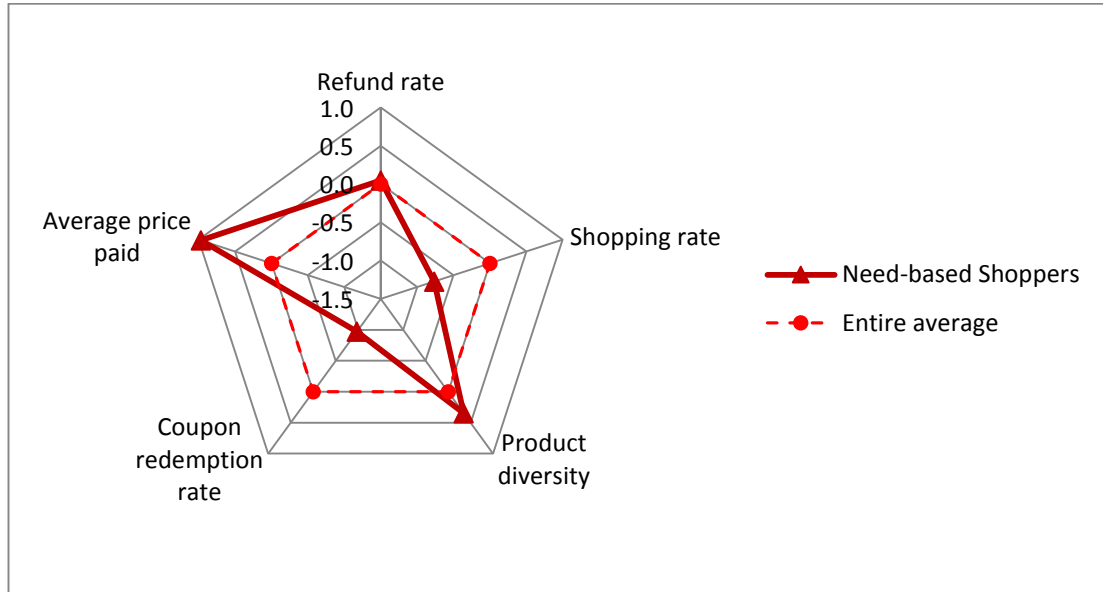 Refund rate
1.0
0.5
0.0
-0.5
-1.0
-1.5
Average price
paid
Shopping rate
Coupon
redemption
rate
Product
diversity
Need-based Shoppers
Entire average